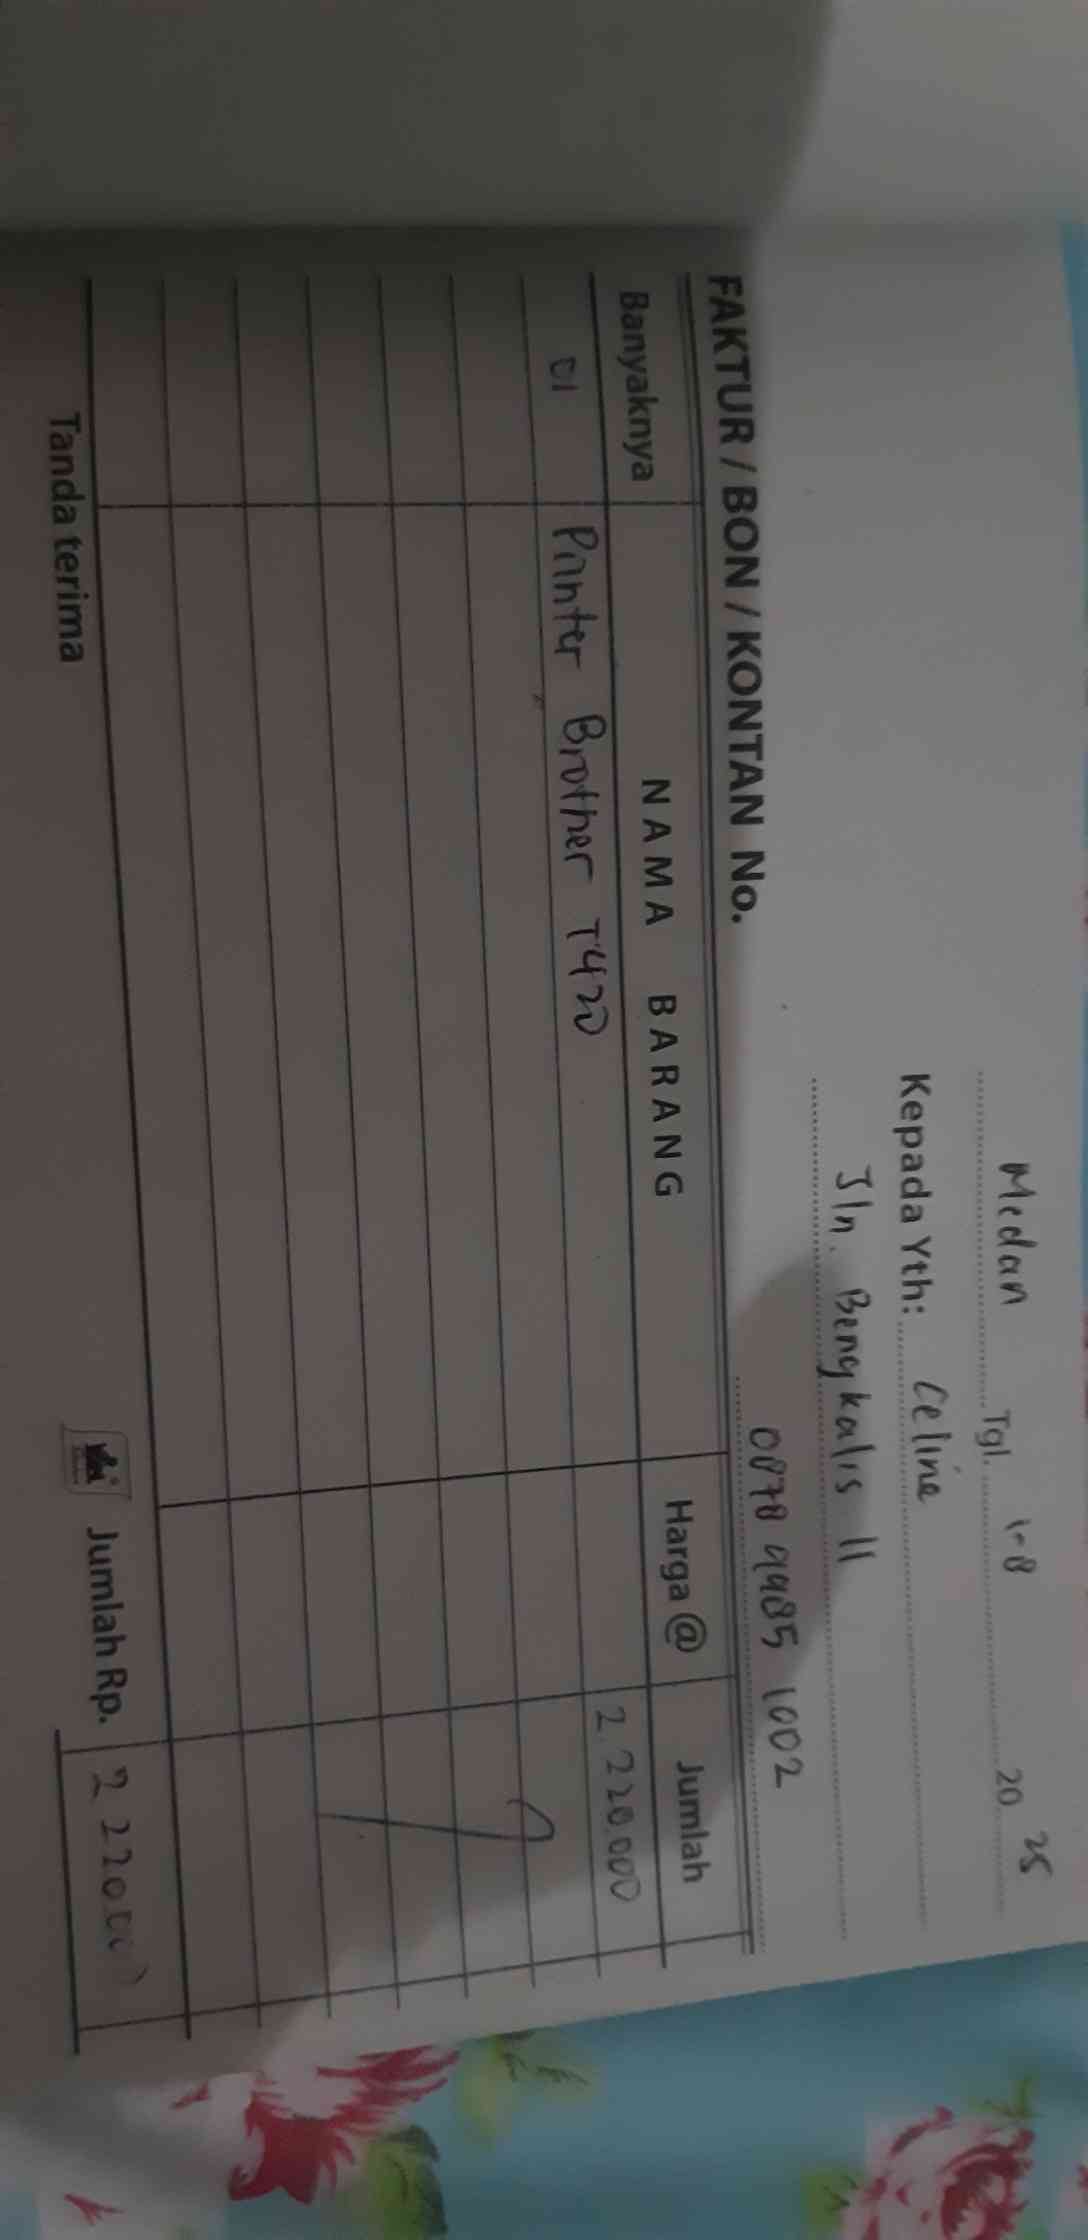 Medan Tgl. 1-8 20 25
Kepada Yth: Celine
Jln. Bengkalis II
0878 9985 1002
FAKTUR / BON / KONTAN No.
Banyaknya NAMA BARANG Harga @ Jumlah
01 Printer Brother T420 2.220.000
Tanda terima Jumlah Rp. 2 220.000